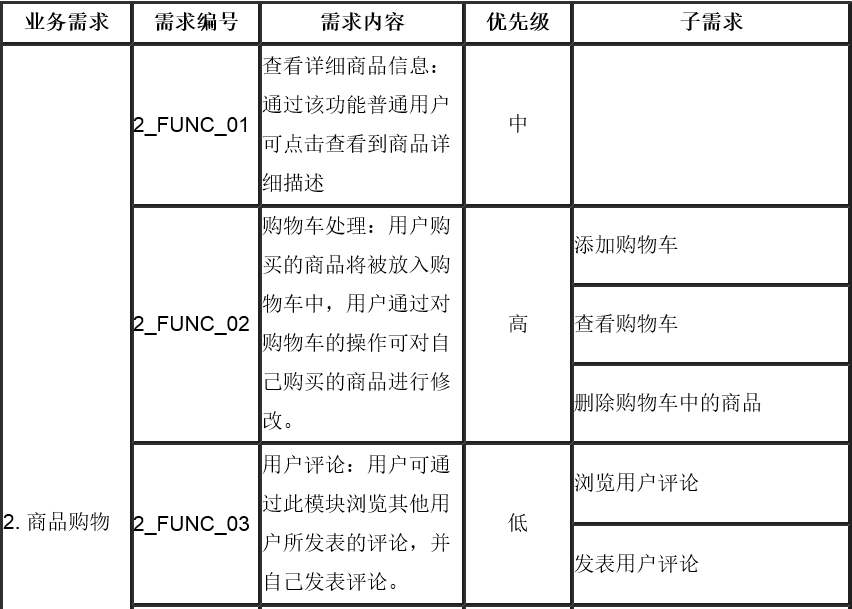 业务需求 需求编号 需求内容 优先级 子需求
2. 商品购物
2_FUNC_01
查看详细商品信息：
通过该功能普通用户
可点击查看到商品详
细描述
中
2_FUNC_02
购物车处理：用户购
买的商品将被放入购
物车中，用户通过对
购物车的操作可对自
己购买的商品进行修
改。
高
添加购物车
查看购物车
删除购物车中的商品
2_FUNC_03
用户评论：用户可通
过此模块浏览其他用
户所发表的评论，并
自己发表评论。
低
浏览用户评论
发表用户评论